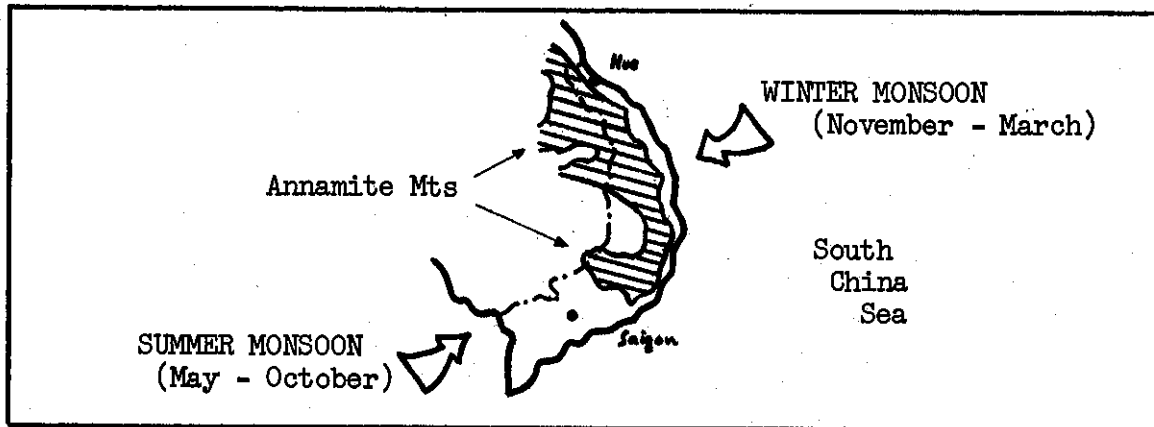 Hue
WINTER MONSOON
(November - March)
Annamite Mts
South
China
Sea
Saigon
SUMMER MONSOON
(May - October)